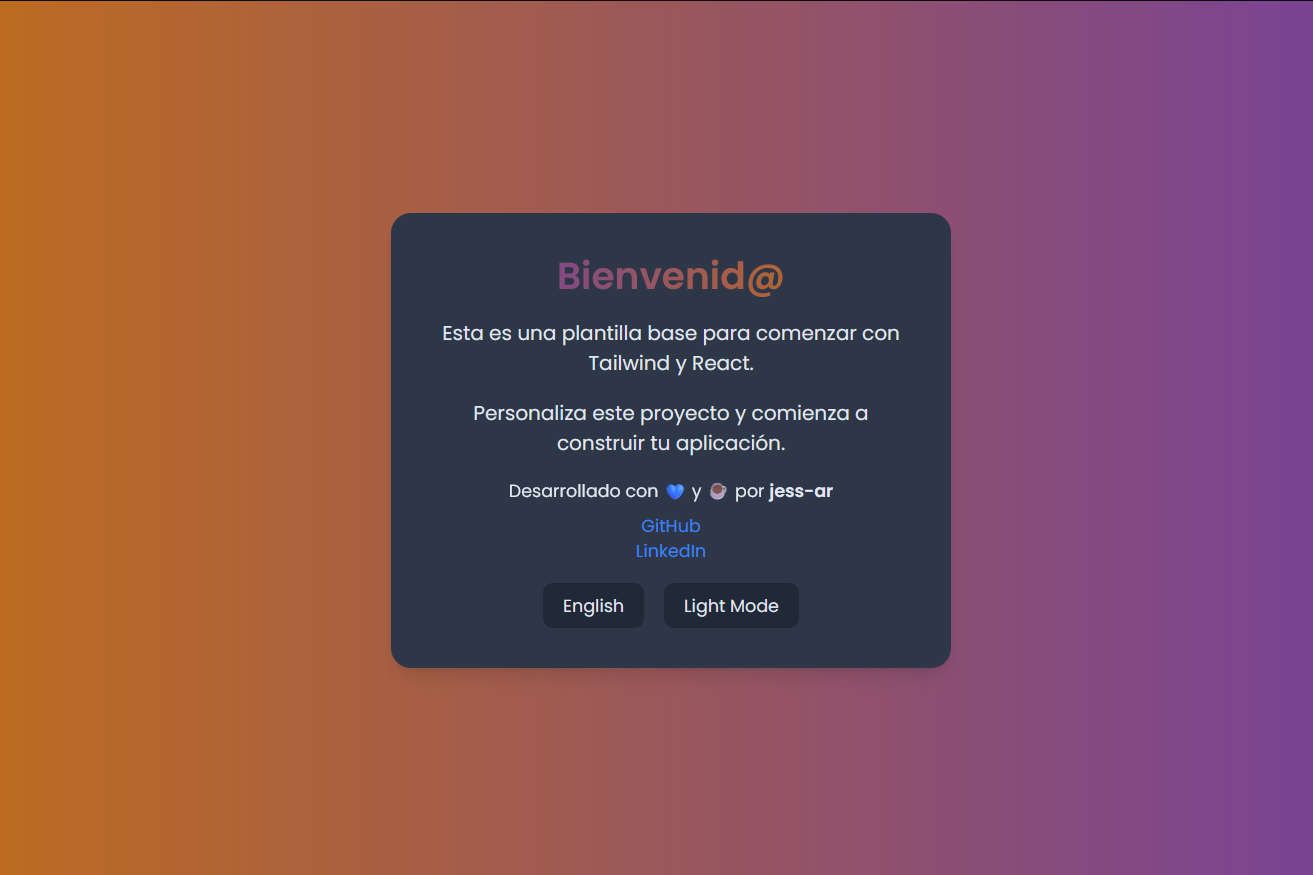 Bienvenid@
Esta es una plantilla base para comenzar con
Tailwind y React.
Personaliza este proyecto y comienza a
construir tu aplicación.
Desarrollado con 💙 y ☕ por jess-ar
GitHub
LinkedIn
English
Light Mode